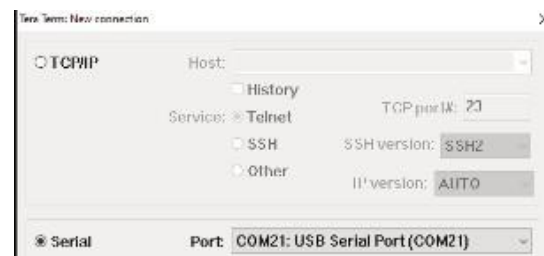 Tera Term: New connection
TCP/IP Host:
History
Service: Telnet TCP port#: 23
SSH SSH version: SSH2
Other IP version: AUTO
Serial Port: COM21: USB Serial Port (COM21)